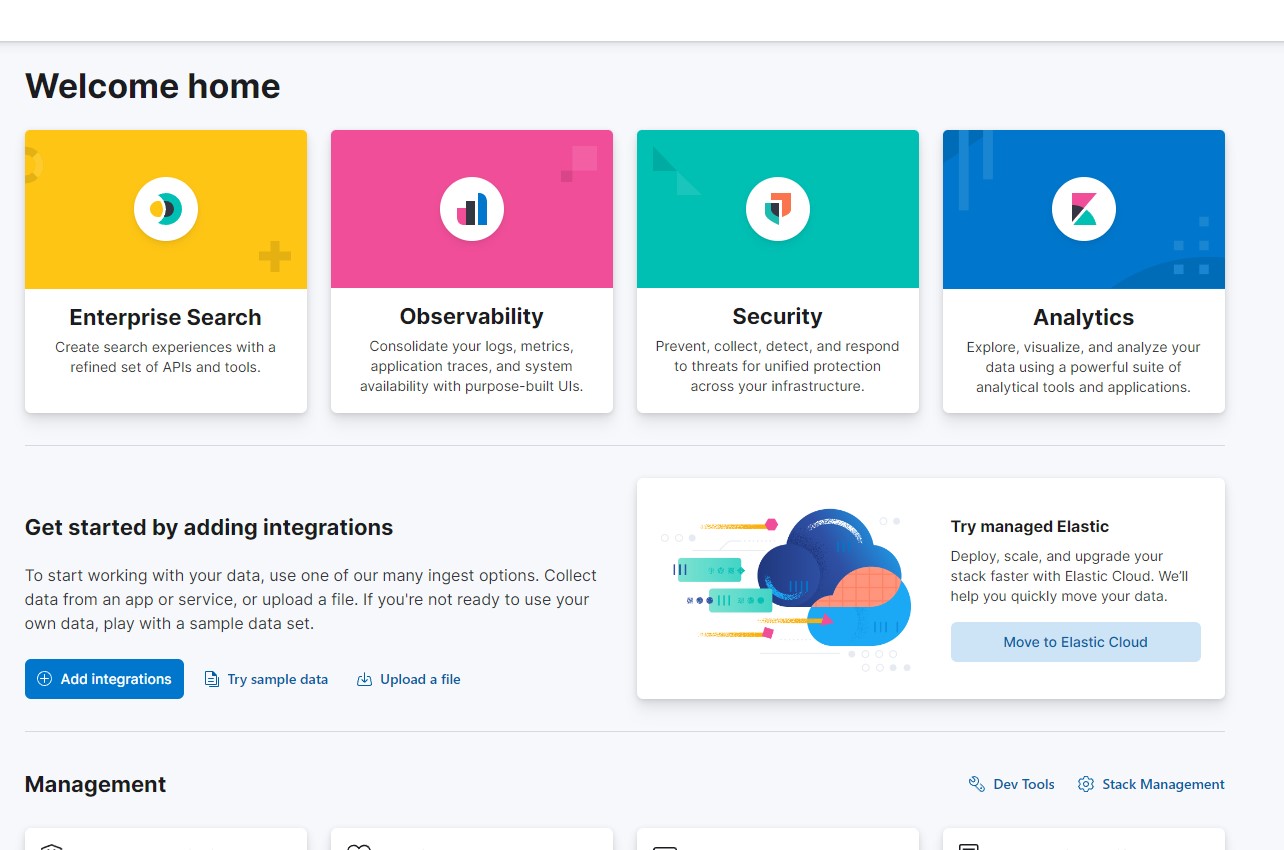 Welcome home
Enterprise Search
Create search experiences with a
refined set of APIs and tools.
Observability
Consolidate your logs, metrics,
application traces, and system
availability with purpose-built UIs.
Security
Prevent, collect, detect, and respond
to threats for unified protection
across your infrastructure.
Analytics
Explore, visualize, and analyze your
data using a powerful suite of
analytical tools and applications.
Get started by adding integrations
To start working with your data, use one of our many ingest options. Collect
data from an app or service, or upload a file. If you're not ready to use your
own data, play with a sample data set.
Add integrations
Try sample data
Upload a file
Try managed Elastic
Deploy, scale, and upgrade your
stack faster with Elastic Cloud. We’ll
help you quickly move your data.
Move to Elastic Cloud
Management
Dev Tools
Stack Management